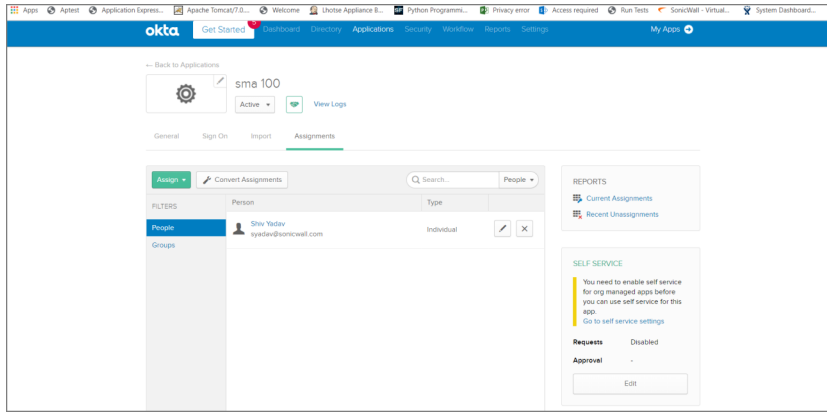 Apps Aptest Application Express... Apache Tomcat/7.0.... Welcome Lhotse Appliance B... SF Python Programmi... Privacy error Access required Run Tests SonicWall - Virtual... System Dashboard...
okta Get Started 5 Dashboard Directory Applications Security Workflow Reports Settings My Apps
← Back to Applications
sma 100
Active View Logs
General Sign On Import Assignments
Assign Convert Assignments Search... People
FILTERS Person Type
People
Groups
Shiv Yadav
syadav@sonicwall.com
Individual
REPORTS
Current Assignments
Recent Unassignments
SELF SERVICE
You need to enable self service
for org managed apps before
you can use self service for this
app.
Go to self service settings
Requests Disabled
Approval -
Edit